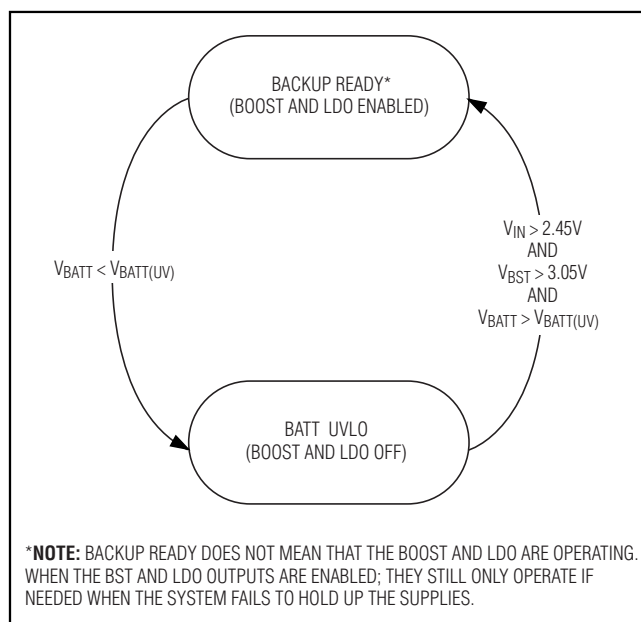 BACKUP READY*
(BOOST AND LDO ENABLED)
VBATT < VBATT(UV)
VIN > 2.45V
AND
VBST > 3.05V
AND
VBATT > VBATT(UV)
BATT UVLO
(BOOST AND LDO OFF)
*NOTE: BACKUP READY DOES NOT MEAN THAT THE BOOST AND LDO ARE OPERATING.
WHEN THE BST AND LDO OUTPUTS ARE ENABLED; THEY STILL ONLY OPERATE IF
NEEDED WHEN THE SYSTEM FAILS TO HOLD UP THE SUPPLIES.